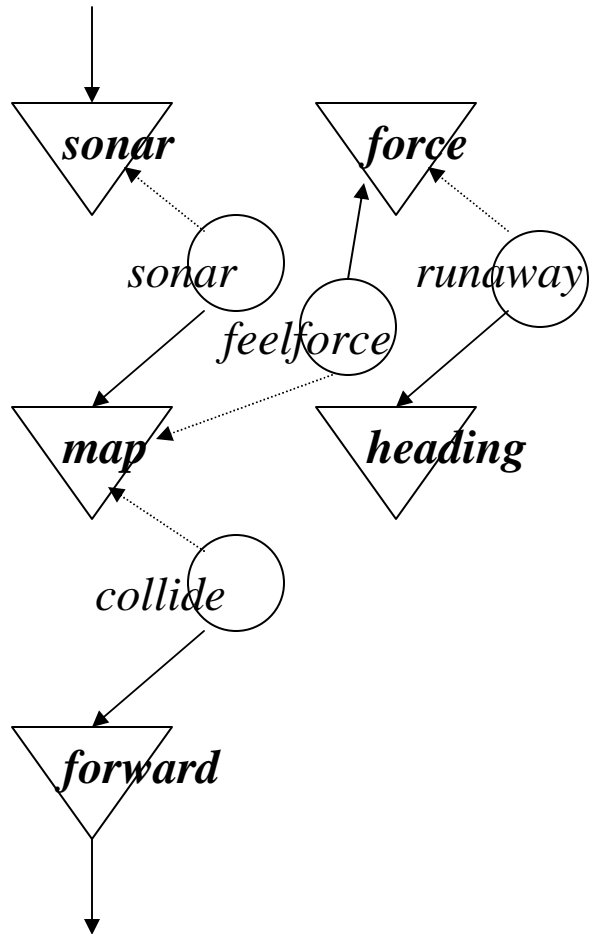 sonar
force
sonar
runaway
feelforce
map
heading
collide
forward